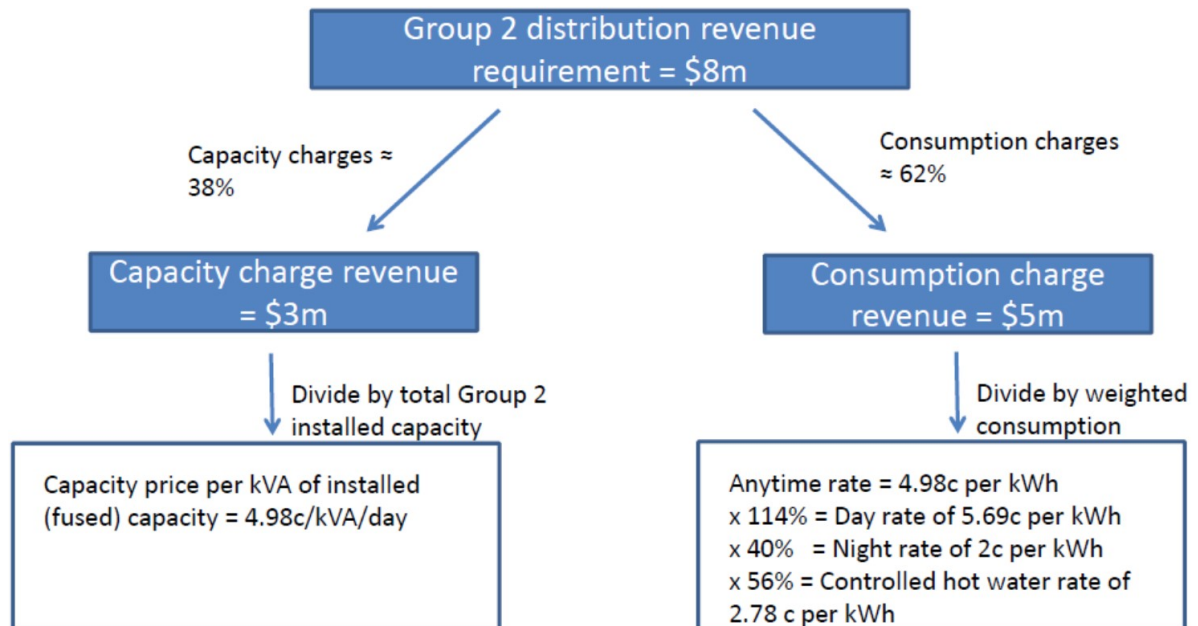 Group 2 distribution revenue
requirement = $8m
Capacity charges ≈
38%
Consumption charges
≈ 62%
Capacity charge revenue
= $3m
Consumption charge
revenue = $5m
Divide by total Group 2
installed capacity
Divide by weighted
consumption
Capacity price per kVA of installed
(fused) capacity = 4.98c/kVA/day
Anytime rate = 4.98c per kWh
x 114% = Day rate of 5.69c per kWh
x 40% = Night rate of 2c per kWh
x 56% = Controlled hot water rate of
2.78 c per kWh